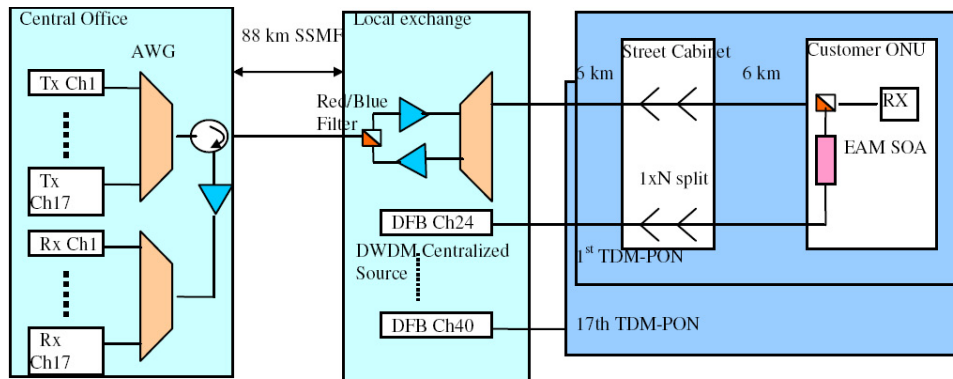 Central Office
AWG
Tx Ch1
Tx
Ch17
Rx Ch1
Rx
Ch17
88 km SSMF
Local exchange
Red/Blue
Filter
DFB Ch24
DWDM Centralized
Source
DFB Ch40
6 km
Street Cabinet
6 km
1xN split
Customer ONU
RX
EAM SOA
1st TDM-PON
17th TDM-PON